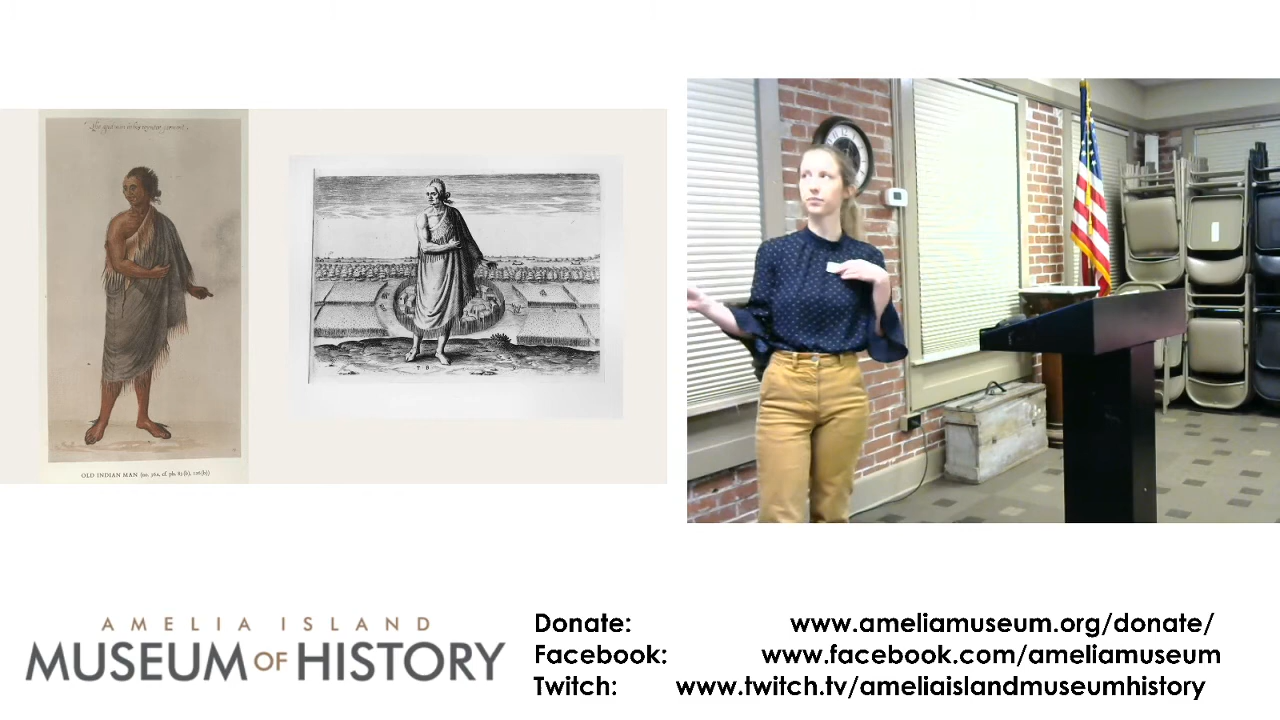 OLD INDIAN MAN
AMELIA ISLAND
MUSEUM OF HISTORY
Donate: www.ameliamuseum.org/donate/
Facebook: www.facebook.com/ameliamuseum
Twitch: www.twitch.tv/ameliaislandmuseumhistory